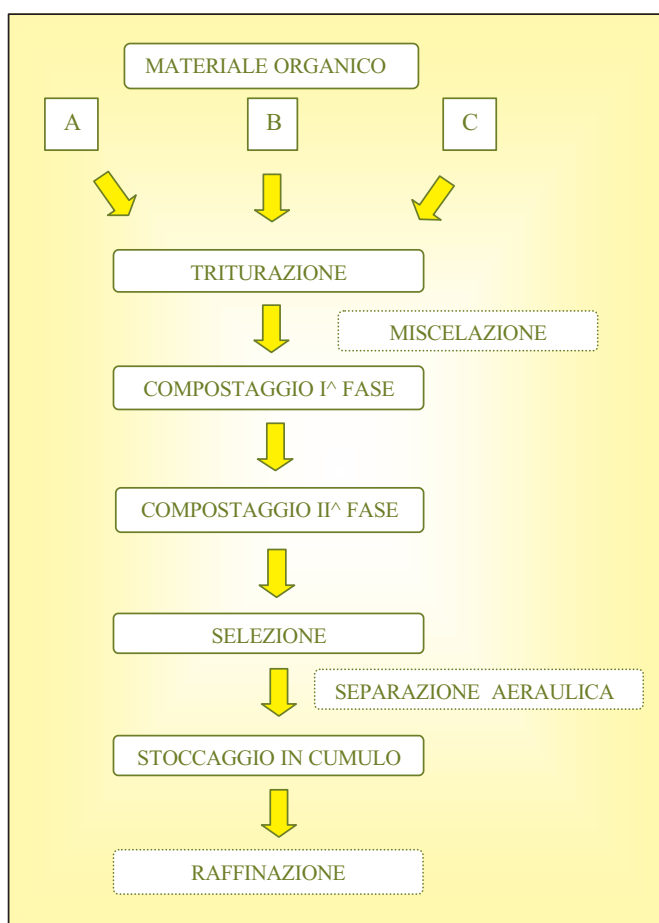 MATERIALE ORGANICO
A
B
C
TRITURAZIONE
MISCELAZIONE
COMPOSTAGGIO I^ FASE
COMPOSTAGGIO II^ FASE
SELEZIONE
SEPARAZIONE AERAULICA
STOCCAGGIO IN CUMULO
RAFFINAZIONE